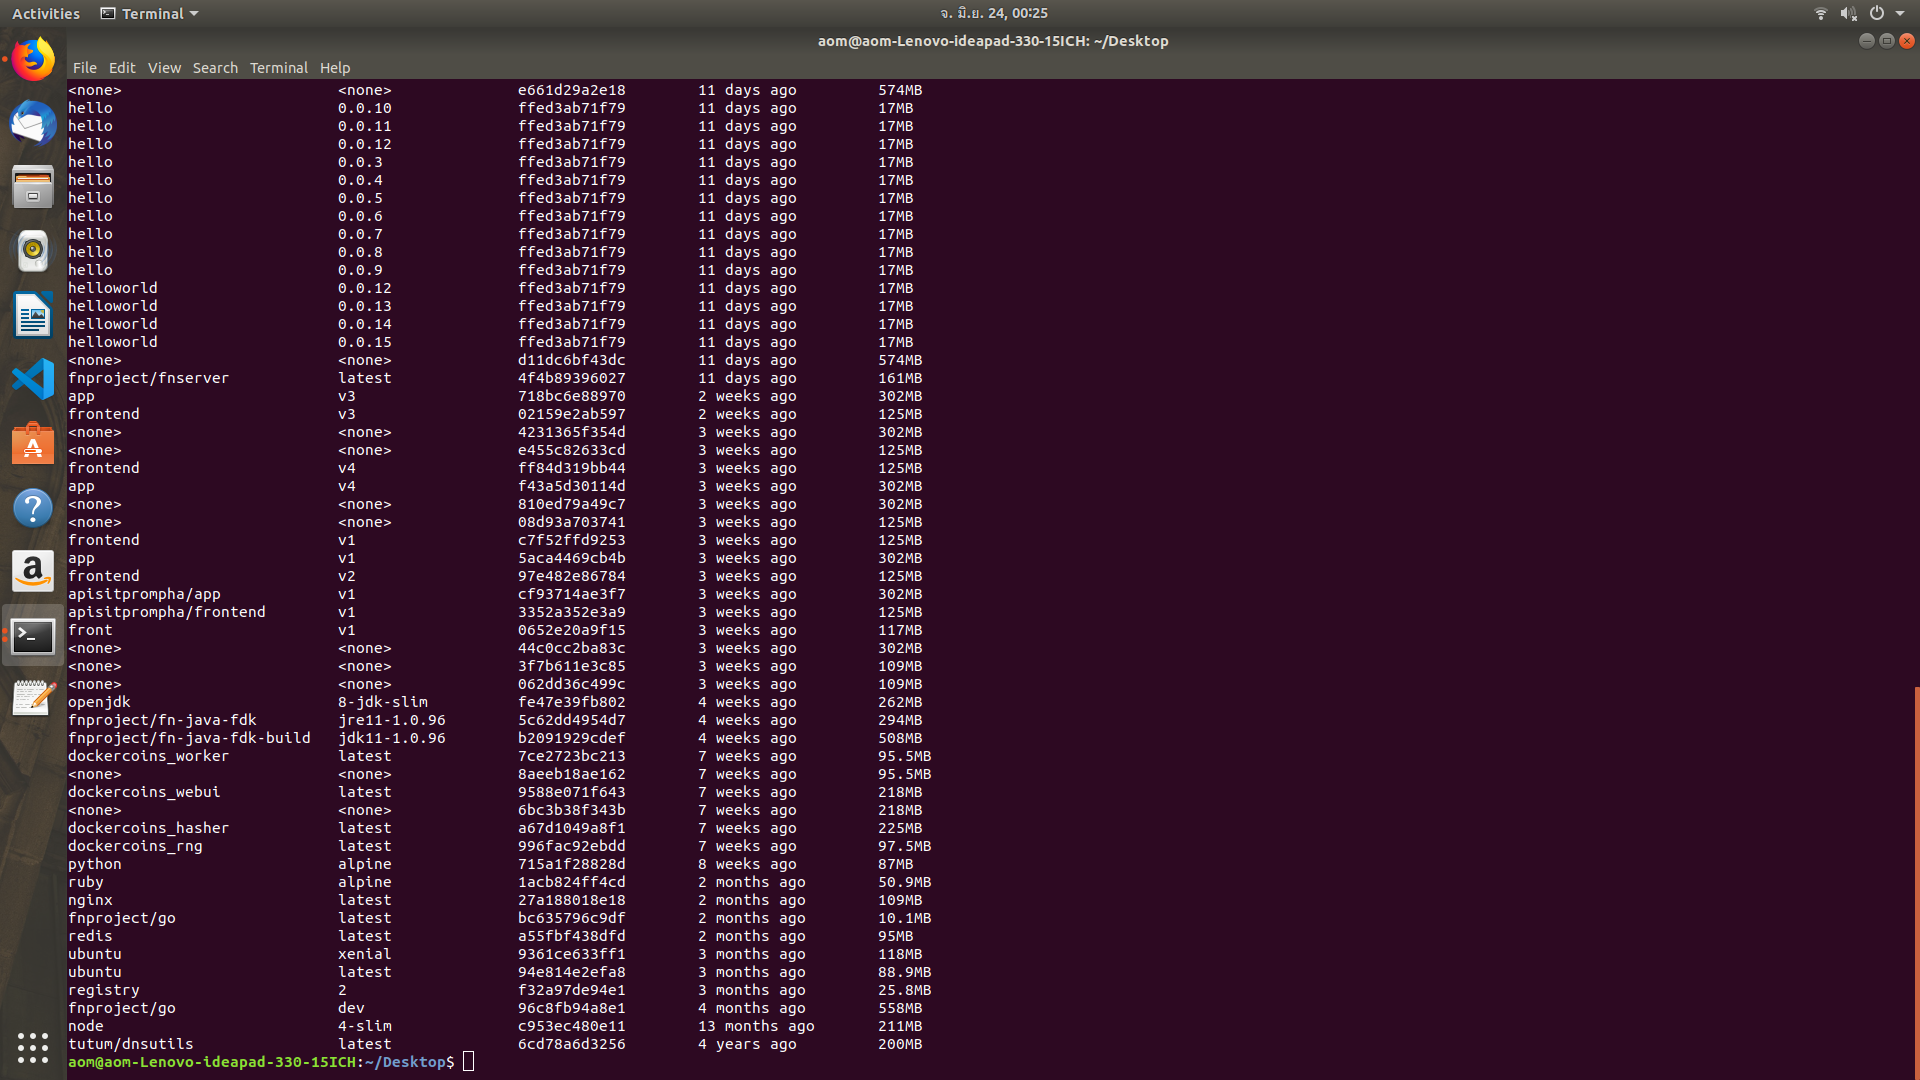 Activities Terminal จ. มิ.ย. 24, 00:25
aom@aom-Lenovo-ideapad-330-15ICH: ~/Desktop
File Edit View Search Terminal Help
<none> <none> e661d29a2e18 11 days ago 574MB
hello 0.0.10 ffed3ab71f79 11 days ago 17MB
hello 0.0.11 ffed3ab71f79 11 days ago 17MB
hello 0.0.12 ffed3ab71f79 11 days ago 17MB
hello 0.0.3 ffed3ab71f79 11 days ago 17MB
hello 0.0.4 ffed3ab71f79 11 days ago 17MB
hello 0.0.5 ffed3ab71f79 11 days ago 17MB
hello 0.0.6 ffed3ab71f79 11 days ago 17MB
hello 0.0.7 ffed3ab71f79 11 days ago 17MB
hello 0.0.8 ffed3ab71f79 11 days ago 17MB
hello 0.0.9 ffed3ab71f79 11 days ago 17MB
helloworld 0.0.12 ffed3ab71f79 11 days ago 17MB
helloworld 0.0.13 ffed3ab71f79 11 days ago 17MB
helloworld 0.0.14 ffed3ab71f79 11 days ago 17MB
helloworld 0.0.15 ffed3ab71f79 11 days ago 17MB
<none> <none> d11dc6bf43dc 11 days ago 574MB
fnproject/fnserver latest 4f4b89396027 11 days ago 161MB
app v3 718bc6e88970 2 weeks ago 302MB
frontend v3 02159e2ab597 2 weeks ago 125MB
<none> <none> 4231365f354d 3 weeks ago 302MB
<none> <none> e455c82633cd 3 weeks ago 125MB
frontend v4 ff84d319bb44 3 weeks ago 125MB
app v4 f43a5d30114d 3 weeks ago 302MB
<none> <none> 810ed79a49c7 3 weeks ago 302MB
<none> <none> 08d93a703741 3 weeks ago 125MB
frontend v1 c7f52ffd9253 3 weeks ago 125MB
app v1 5aca4469cb4b 3 weeks ago 302MB
frontend v2 97e482e86784 3 weeks ago 125MB
apisitprompha/app v1 cf93714ae3f7 3 weeks ago 302MB
apisitprompha/frontend v1 3352a352e3a9 3 weeks ago 125MB
front v1 0652e20a9f15 3 weeks ago 117MB
<none> <none> 44c0cc2ba83c 3 weeks ago 302MB
<none> <none> 3f7b611e3c85 3 weeks ago 109MB
<none> <none> 062dd36c499c 3 weeks ago 109MB
openjdk 8-jdk-slim fe47e39fb802 4 weeks ago 262MB
fnproject/fn-java-fdk jre11-1.0.96 5c62dd4954d7 4 weeks ago 294MB
fnproject/fn-java-fdk-build jdk11-1.0.96 b2091929cdef 4 weeks ago 508MB
dockercoins_worker latest 7ce2723bc213 7 weeks ago 95.5MB
<none> <none> 8aeeb18ae162 7 weeks ago 95.5MB
dockercoins_webui latest 9588e071f643 7 weeks ago 218MB
<none> <none> 6bc3b38f343b 7 weeks ago 218MB
dockercoins_hasher latest a67d1049a8f1 7 weeks ago 225MB
dockercoins_rng latest 996fac92ebdd 7 weeks ago 97.5MB
python alpine 715a1f28828d 8 weeks ago 87MB
ruby alpine 1acb824ff4cd 2 months ago 50.9MB
nginx latest 27a188018e18 2 months ago 109MB
fnproject/go latest bc635796c9df 2 months ago 10.1MB
redis latest a55fbf438dfd 2 months ago 95MB
ubuntu xenial 9361ce633ff1 3 months ago 118MB
ubuntu latest 94e814e2efa8 3 months ago 88.9MB
registry 2 f32a97de94e1 3 months ago 25.8MB
fnproject/go dev 96c8fb94a8e1 4 months ago 558MB
node 4-slim c953ec480e11 13 months ago 211MB
tutum/dnsutils latest 6cd78a6d3256 4 years ago 200MB
aom@aom-Lenovo-ideapad-330-15ICH:~/Desktop$